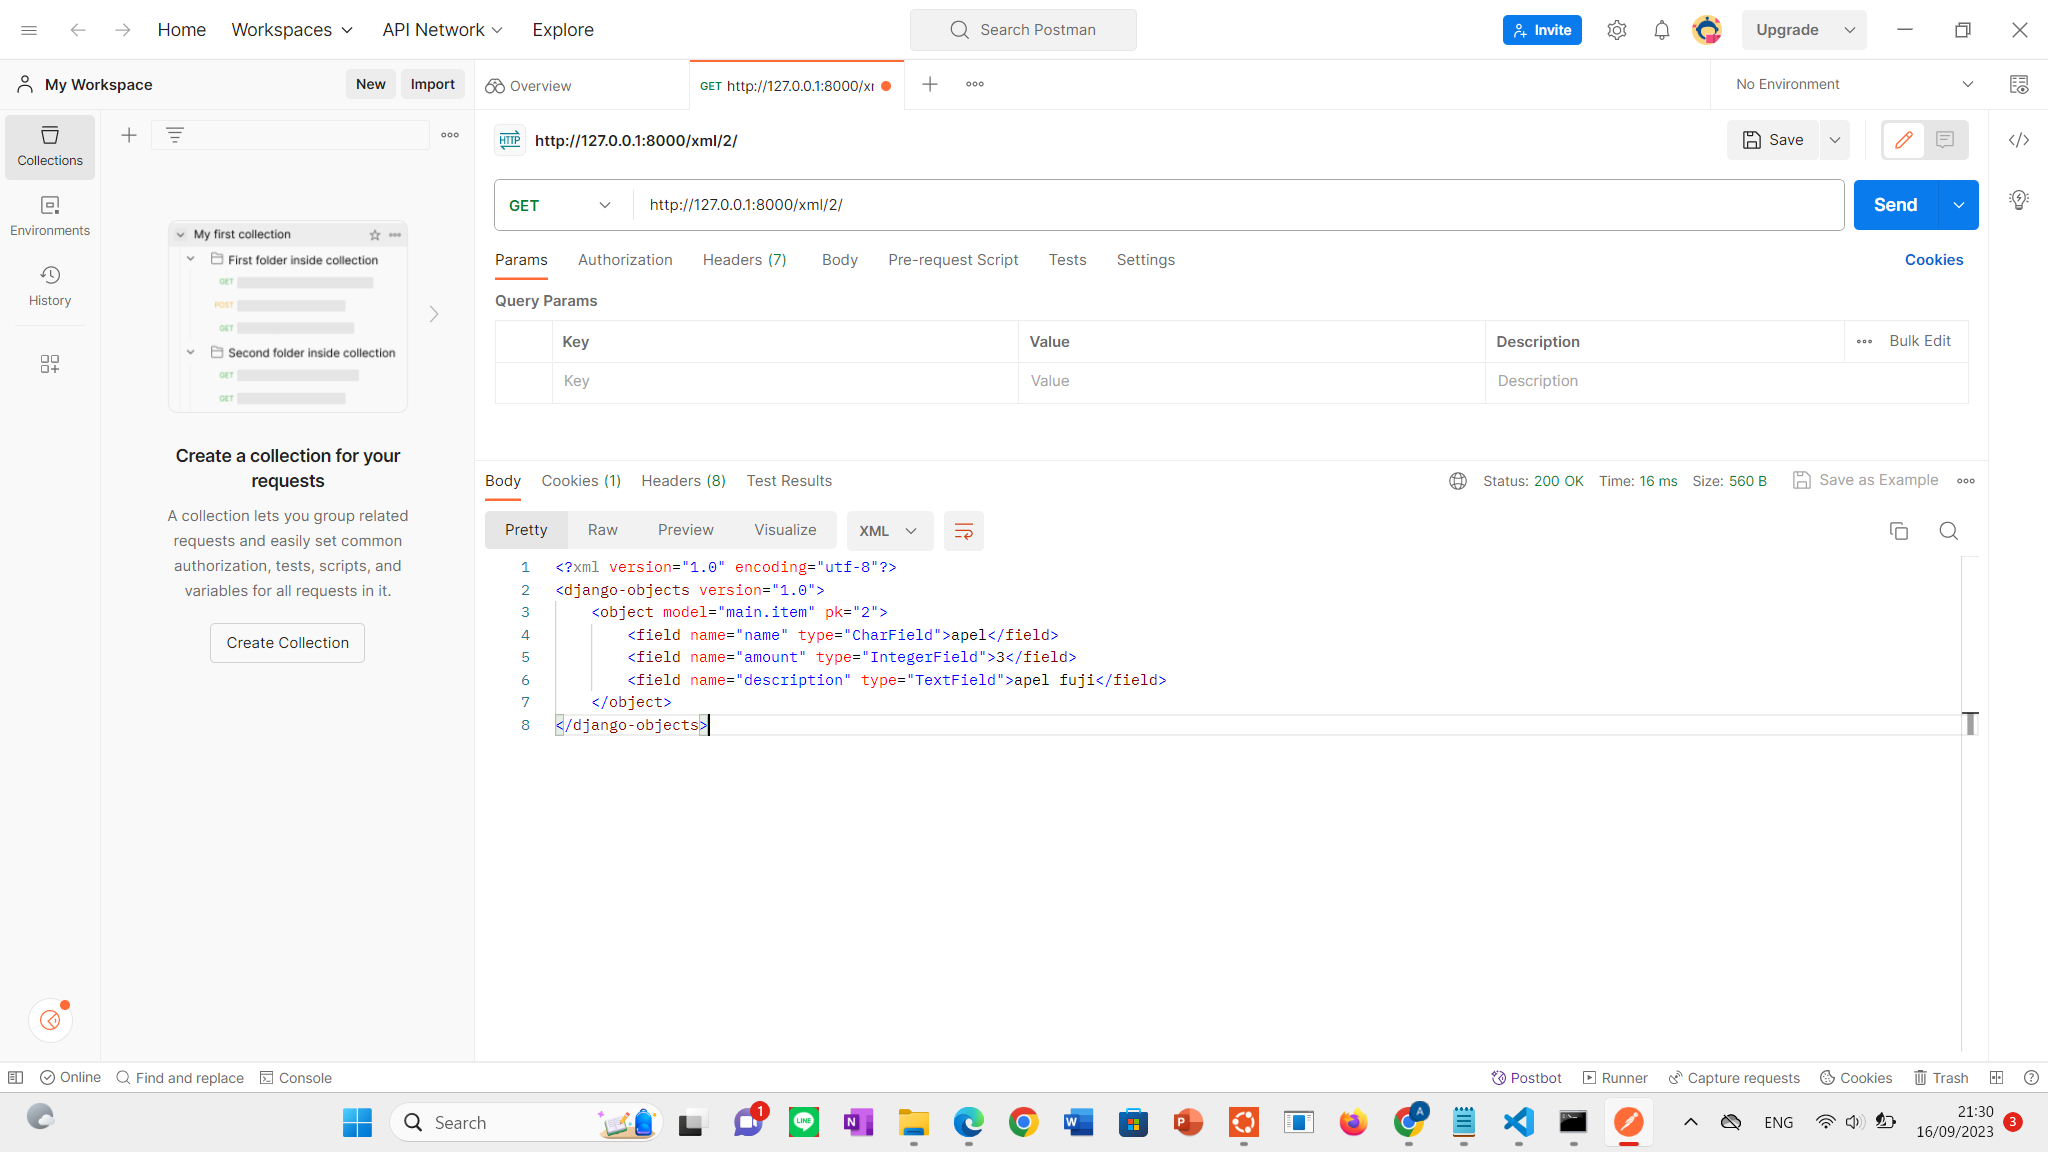 Home Workspaces API Network Explore Search Postman Invite Upgrade
My Workspace New Import Overview GET http://127.0.0.1:8000/x No Environment
Collections
Environments
History
My first collection
First folder inside collection
GET
POST
GET
Second folder inside collection
GET
GET
Create a collection for your
requests
A collection lets you group related
requests and easily set common
authorization, tests, scripts, and
variables for all requests in it.
Create Collection
HTTP http://127.0.0.1:8000/xml/2/ Save
GET http://127.0.0.1:8000/xml/2/ Send
Params Authorization Headers (7) Body Pre-request Script Tests Settings Cookies
Query Params
Key Value Description Bulk Edit
Key Value Description
Body Cookies (1) Headers (8) Test Results Status: 200 OK Time: 16 ms Size: 560 B Save as Example
Pretty Raw Preview Visualize XML
1 <?xml version="1.0" encoding="utf-8"?>
2 <django-objects version="1.0">
3 <object model="main.item" pk="2">
4 <field name="name" type="CharField">apel</field>
5 <field name="amount" type="IntegerField">3</field>
6 <field name="description" type="TextField">apel fuji</field>
7 </object>
8 </django-objects>
Online Find and replace Console Postbot Runner Capture requests Cookies Trash
Search 1 LINE N W P A ENG 21:30
16/09/2023 3